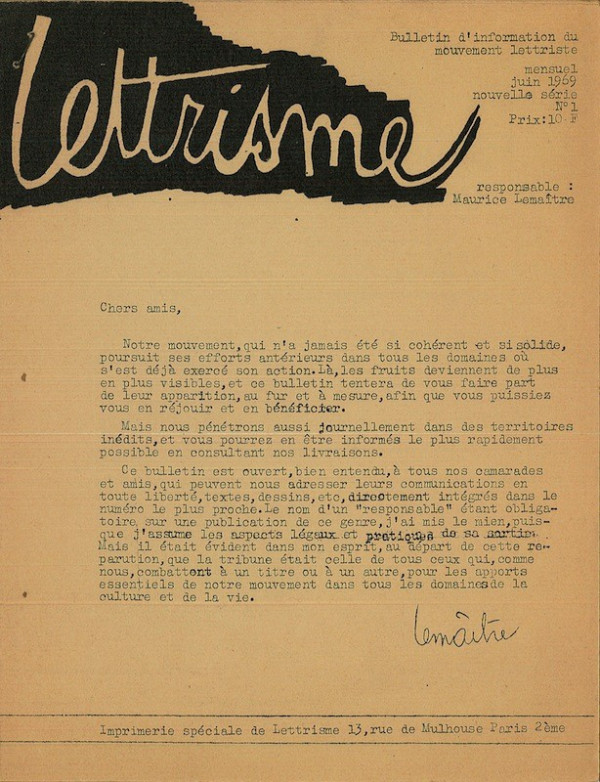 lettrisme
Bulletin d'information du
mouvement lettriste
mensuel
juin 1969
nouvelle série
N°1
Prix:10 F
responsable :
Maurice Lemaître
Chers amis,
Notre mouvement,qui n'a jamais été si cohérent et si solide,
poursuit ses efforts antérieurs dans tous les domaines où
s'est déjà exercé son action.Là,les fruits deviennent de plus
en plus visibles,et ce bulletin tentera de vous faire part
de leur apparition,au fur et à mesure,afin que vous puissiez
vous en réjouir et en bénéficier.
Mais nous pénétrons aussi journellement dans des territoires
inédits,et vous pourrez en être informés le plus rapidement
possible en consultant nos livraisons.
Ce bulletin est ouvert,bien entendu,à tous nos camarades
et amis,qui peuvent nous adresser leurs communications en
toute liberté,textes,dessins,etc,directement intégrés dans le
numéro le plus proche.Le nom d'un "responsable" étant obliga-
toire, sur une publication de ce genre,j'ai mis le mien,puis-
que j'assume les aspects légaux et pratiques de sa sortie.
Mais il était évident dans mon esprit,au départ de cette re-
parution,que la tribune était celle de tous ceux qui,comme
nous,combattent à un titre ou à un autre,pour les apports
essentiels de notre mouvement dans tous les domaines de la
culture et de la vie.
lemâitre
Imprimerie spéciale de Lettrisme 13,rue de Mulhouse Paris 2ème